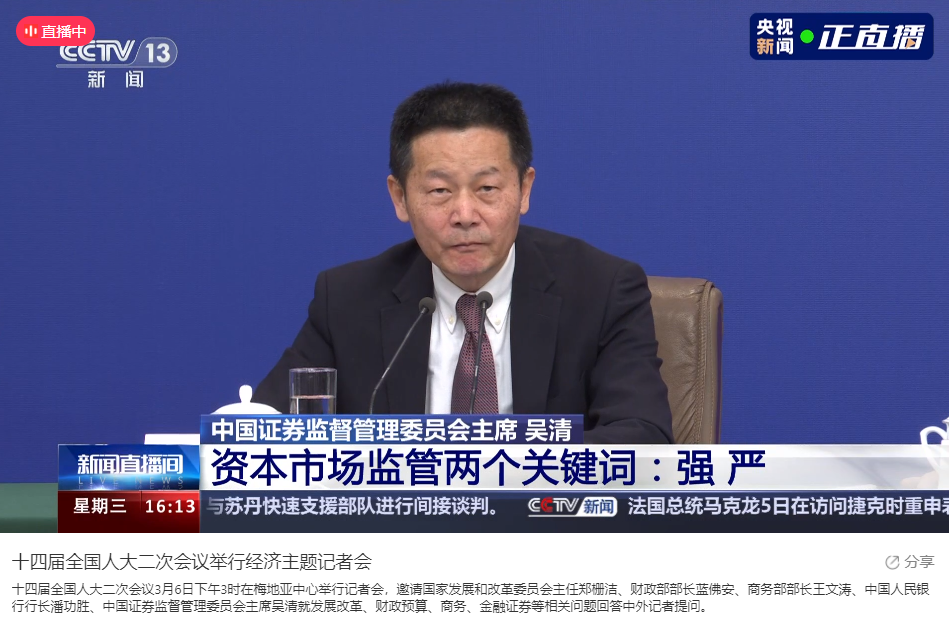 直播中
CCTV 13
新闻
央视
新闻
正直播
中国证券监督管理委员会主席 吴清
新闻直播间
LIVE NEWS
资本市场监管两个关键词：强 严
星期三 16:13
与苏丹快速支援部队进行间接谈判。 CCTV 新闻 法国总统马克龙5日在访问捷克时重申
十四届全国人大二次会议举行经济主题记者会
分享
十四届全国人大二次会议3月6日下午3时在梅地亚中心举行记者会，邀请国家发展和改革委员会主任郑栅洁、财政部部长蓝佛安、商务部部长王文涛、中国人民银
行行长潘功胜、中国证券监督管理委员会主席吴清就发展改革、财政预算、商务、金融证券等相关问题回答中外记者提问。